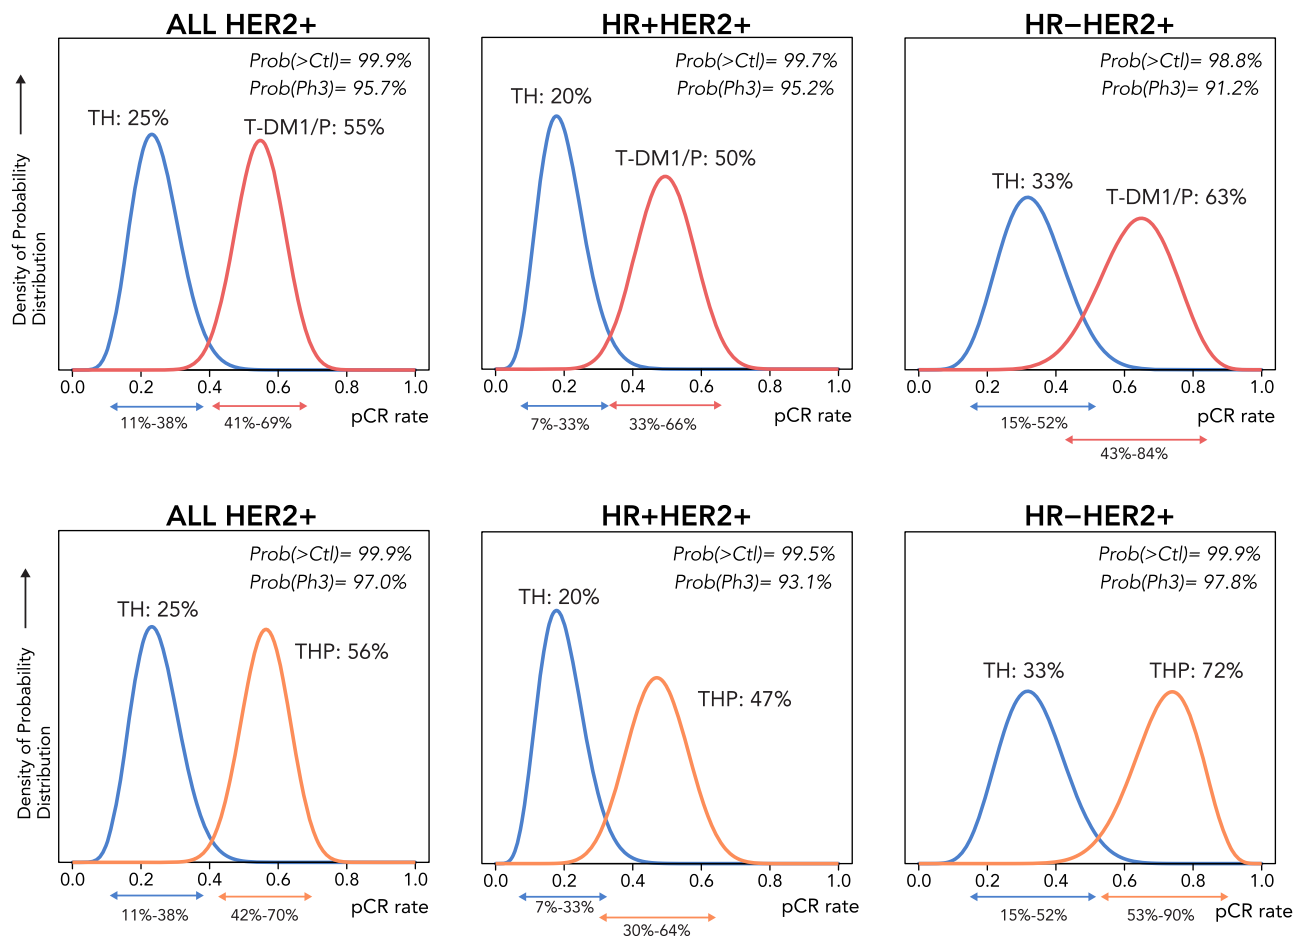 ALL HER2+
Prob(>Ctl)= 99.9%
Prob(Ph3)= 95.7%
TH: 25%
T-DM1/P: 55%
Density of Probability
Distribution
0.0 0.2 0.4 0.6 0.8 1.0
11%-38% 41%-69%
pCR rate
HR+HER2+
Prob(>Ctl)= 99.7%
Prob(Ph3)= 95.2%
TH: 20%
T-DM1/P: 50%
0.0 0.2 0.4 0.6 0.8 1.0
7%-33% 33%-66%
pCR rate
HR–HER2+
Prob(>Ctl)= 98.8%
Prob(Ph3)= 91.2%
TH: 33%
T-DM1/P: 63%
0.0 0.2 0.4 0.6 0.8 1.0
pCR rate
15%-52%
43%-84%
ALL HER2+
Prob(>Ctl)= 99.9%
Prob(Ph3)= 97.0%
TH: 25%
THP: 56%
Density of Probability
Distribution
0.0 0.2 0.4 0.6 0.8 1.0
11%-38% 42%-70%
pCR rate
HR+HER2+
Prob(>Ctl)= 99.5%
Prob(Ph3)= 93.1%
TH: 20%
THP: 47%
0.0 0.2 0.4 0.6 0.8 1.0
7%-33%
pCR rate
30%-64%
HR–HER2+
Prob(>Ctl)= 99.9%
Prob(Ph3)= 97.8%
TH: 33%
THP: 72%
0.0 0.2 0.4 0.6 0.8 1.0
15%-52% 53%-90%
pCR rate